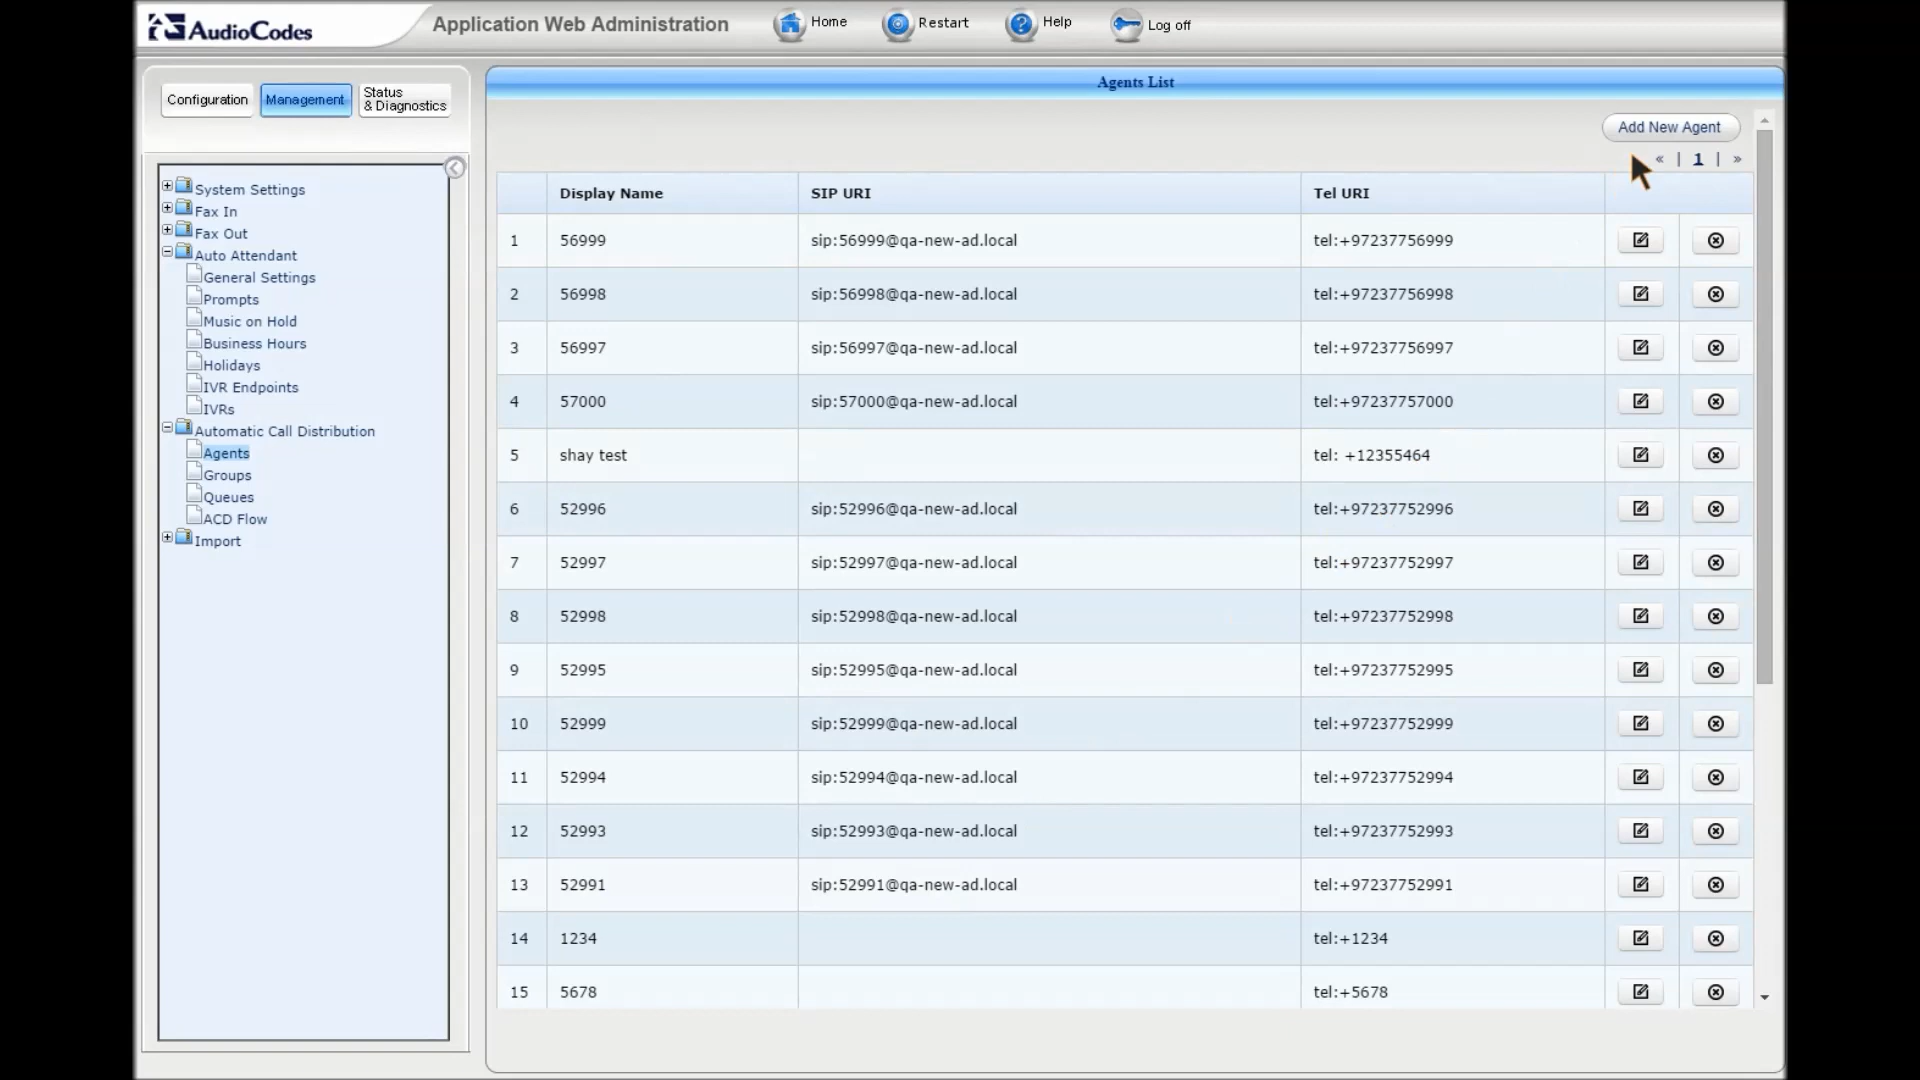 AudioCodes
Application Web Administration
Home
Restart
Help
Log off
Configuration
Management
Status
& Diagnostics
System Settings
Fax In
Fax Out
Auto Attendant
General Settings
Prompts
Music on Hold
Business Hours
Holidays
IVR Endpoints
IVRs
Automatic Call Distribution
Agents
Groups
Queues
ACD Flow
Import
Agents List
Add New Agent
« | 1 | »
Display Name SIP URI Tel URI
1 56999 sip:56999@qa-new-ad.local tel:+97237756999
2 56998 sip:56998@qa-new-ad.local tel:+97237756998
3 56997 sip:56997@qa-new-ad.local tel:+97237756997
4 57000 sip:57000@qa-new-ad.local tel:+97237757000
5 shay test tel: +12355464
6 52996 sip:52996@qa-new-ad.local tel:+97237752996
7 52997 sip:52997@qa-new-ad.local tel:+97237752997
8 52998 sip:52998@qa-new-ad.local tel:+97237752998
9 52995 sip:52995@qa-new-ad.local tel:+97237752995
10 52999 sip:52999@qa-new-ad.local tel:+97237752999
11 52994 sip:52994@qa-new-ad.local tel:+97237752994
12 52993 sip:52993@qa-new-ad.local tel:+97237752993
13 52991 sip:52991@qa-new-ad.local tel:+97237752991
14 1234 tel:+1234
15 5678 tel:+5678